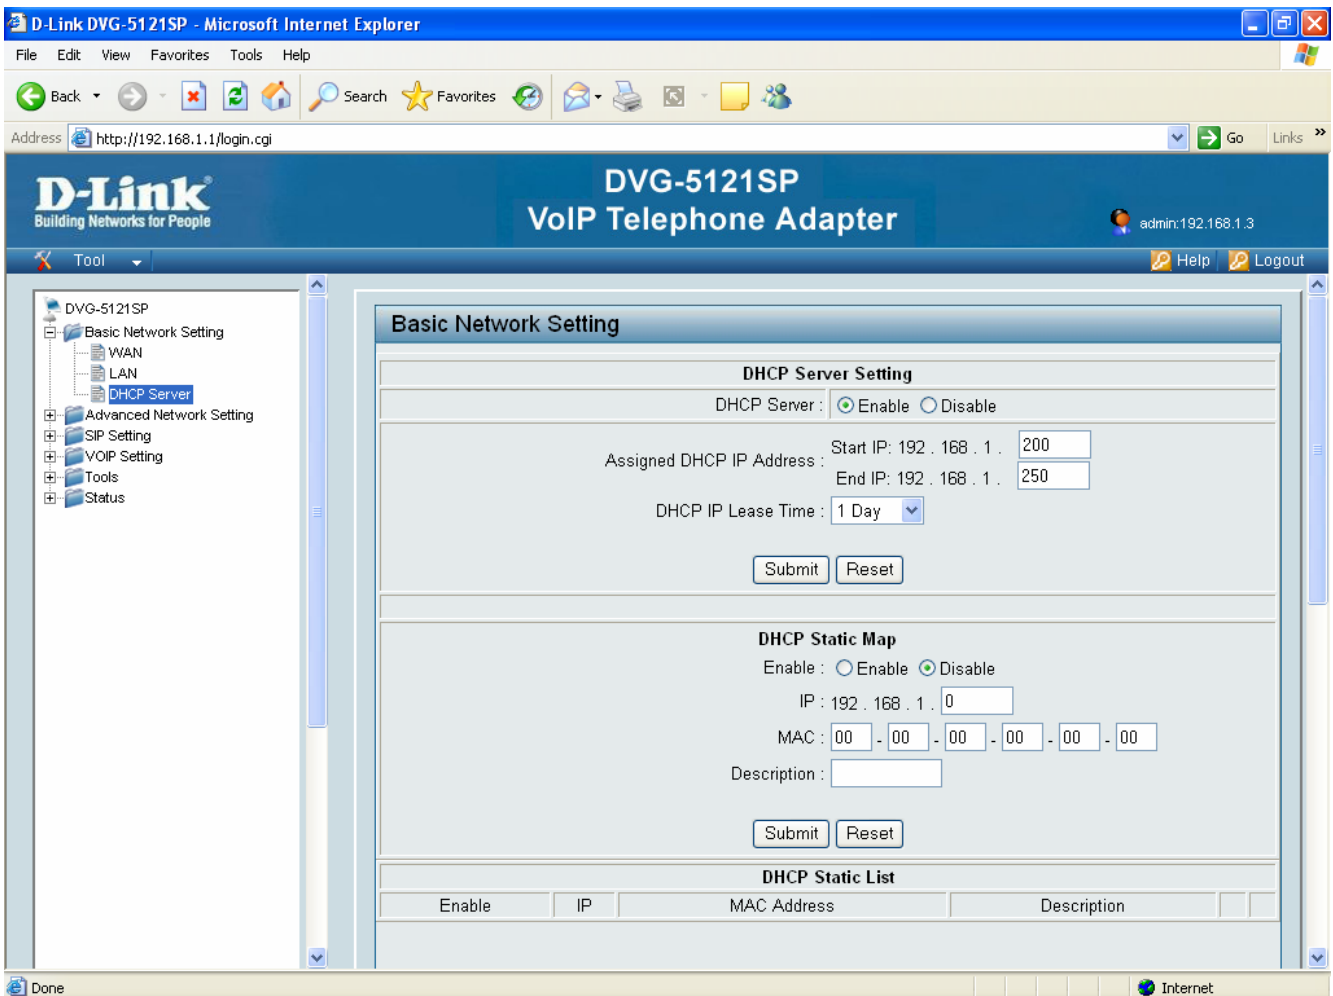 D-Link DVG-5121SP - Microsoft Internet Explorer
File Edit View Favorites Tools Help
Back Search Favorites
Address http://192.168.1.1/login.cgi Go Links »
D-Link®
Building Networks for People
DVG-5121SP
VoIP Telephone Adapter
admin:192.168.1.3
Tool Help Logout
DVG-5121SP
Basic Network Setting
WAN
LAN
DHCP Server
Advanced Network Setting
SIP Setting
VOIP Setting
Tools
Status
Basic Network Setting
DHCP Server Setting
DHCP Server : Enable Disable
Assigned DHCP IP Address :
Start IP: 192 . 168 . 1 . 200
End IP: 192 . 168 . 1 . 250
DHCP IP Lease Time : 1 Day
Submit Reset
DHCP Static Map
Enable : Enable Disable
IP : 192 . 168 . 1 . 0
MAC : 00 - 00 - 00 - 00 - 00 - 00
Description :
Submit Reset
DHCP Static List
Enable IP MAC Address Description
Done Internet